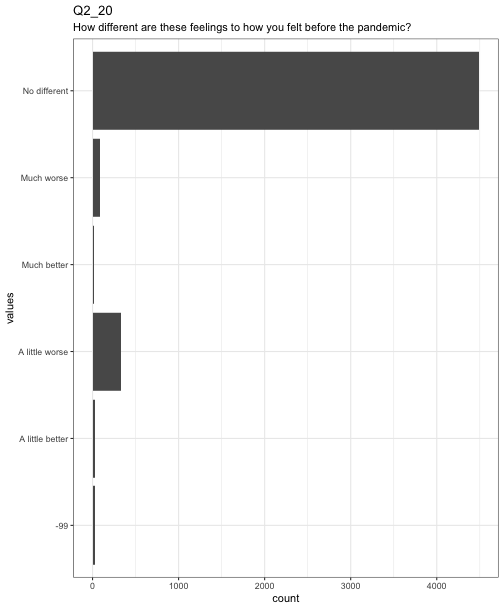 Q2_20
How different are these feelings to how you felt before the pandemic?
No different
Much worse
Much better
A little worse
A little better
-99
values
0 1000 2000 3000 4000
count